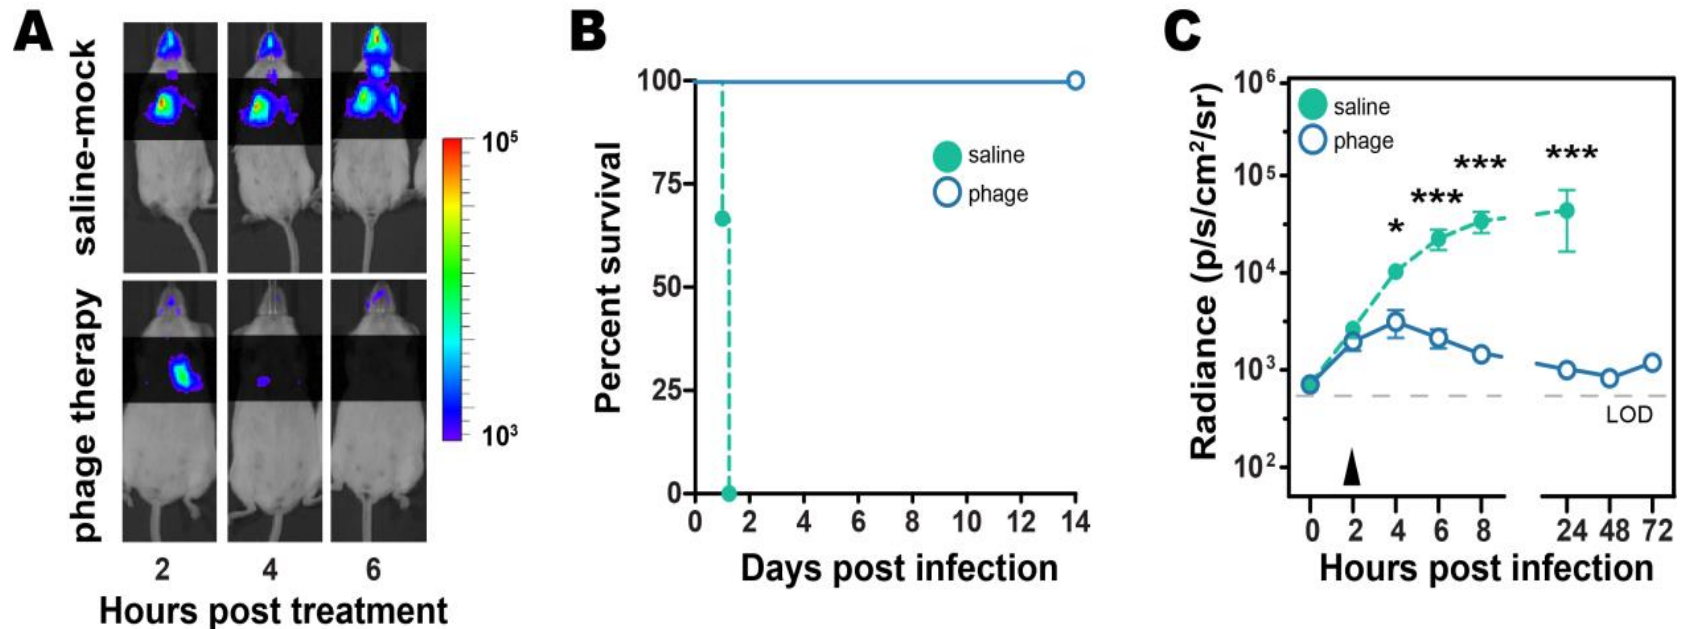 A
saline-mock
phage therapy
10⁵
10³
2 4 6
Hours post treatment
B
Percent survival
100
75
50
25
0
saline
phage
0 2 4 6 8 10 12 14
Days post infection
C
Radiance (p/s/cm²/sr)
10⁶
10⁵
10⁴
10³
10²
saline
phage
* *** *** ***
LOD
0 2 4 6 8 24 48 72
Hours post infection